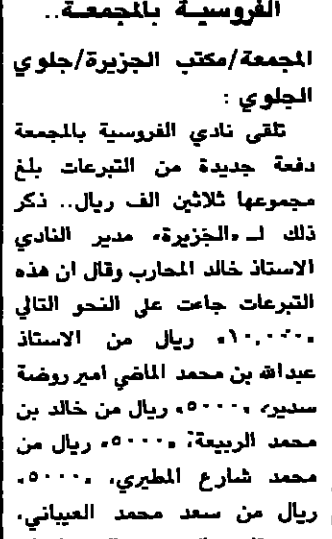 الفروسية بالمجمعة..
المجمعة/مكتب الجزيرة/جلوي
الجلوي :
تلقى نادي الفروسية بالمجمعة
دفعة جديدة من التبرعات بلغ
مجموعها ثلاثين الف ريال.. ذكر
ذلك لـ «الجزيرة» مدير النادي
الاستاذ خالد المحارب وقال ان هذه
التبرعات جاءت على النحو التالي
«١٠,٠٠٠» ريال من الاستاذ
عبدالله بن محمد الماضي امير روضة
سدير، «٥٠٠٠» ريال من خالد بن
محمد الربيعة، «٥٠٠٠» ريال من
محمد شارع المطيري، «٥٠٠٠»
ريال من سعد محمد العيباني،